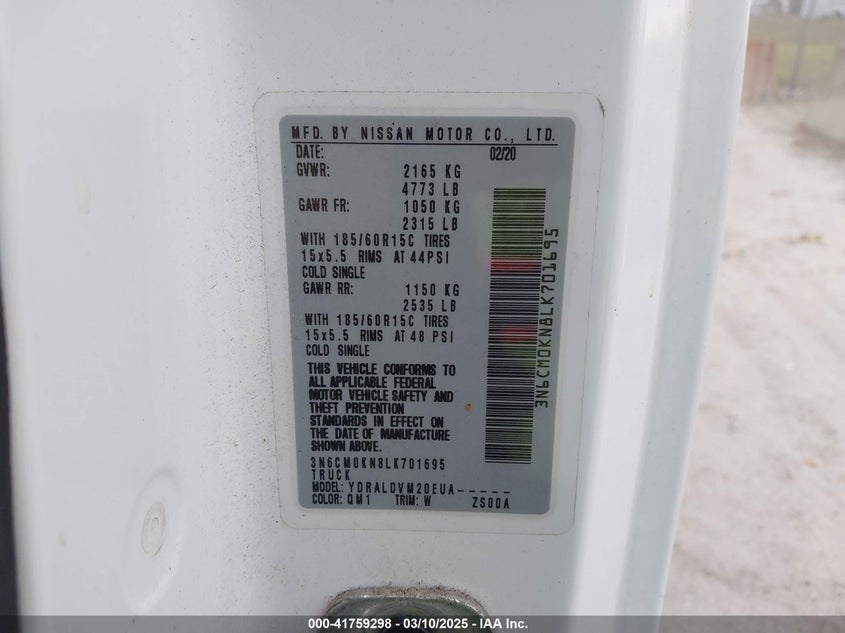 MFD. BY NISSAN MOTOR CO., LTD.
DATE: 02/20
GVWR: 2165 KG
4773 LB
GAWR FR: 1050 KG
2315 LB
WITH 185/60R15C TIRES
15x5.5 RIMS AT 44PSI
COLD SINGLE
GAWR RR: 1150 KG
2535 LB
WITH 185/60R15C TIRES
15x5.5 RIMS AT 48 PSI
COLD SINGLE
THIS VEHICLE CONFORMS TO
ALL APPLICABLE FEDERAL
MOTOR VEHICLE SAFETY AND
THEFT PREVENTION
STANDARDS IN EFFECT ON
THE DATE OF MANUFACTURE
SHOWN ABOVE.
3N6CM0KN8LK701695
TRUCK
MODEL: YDRALDVM20EUA-----
COLOR: QM1 TRIM: W ZS00A
3N6CM0KN8LK701695
000-41759298 - 03/10/2025 - IAA Inc.